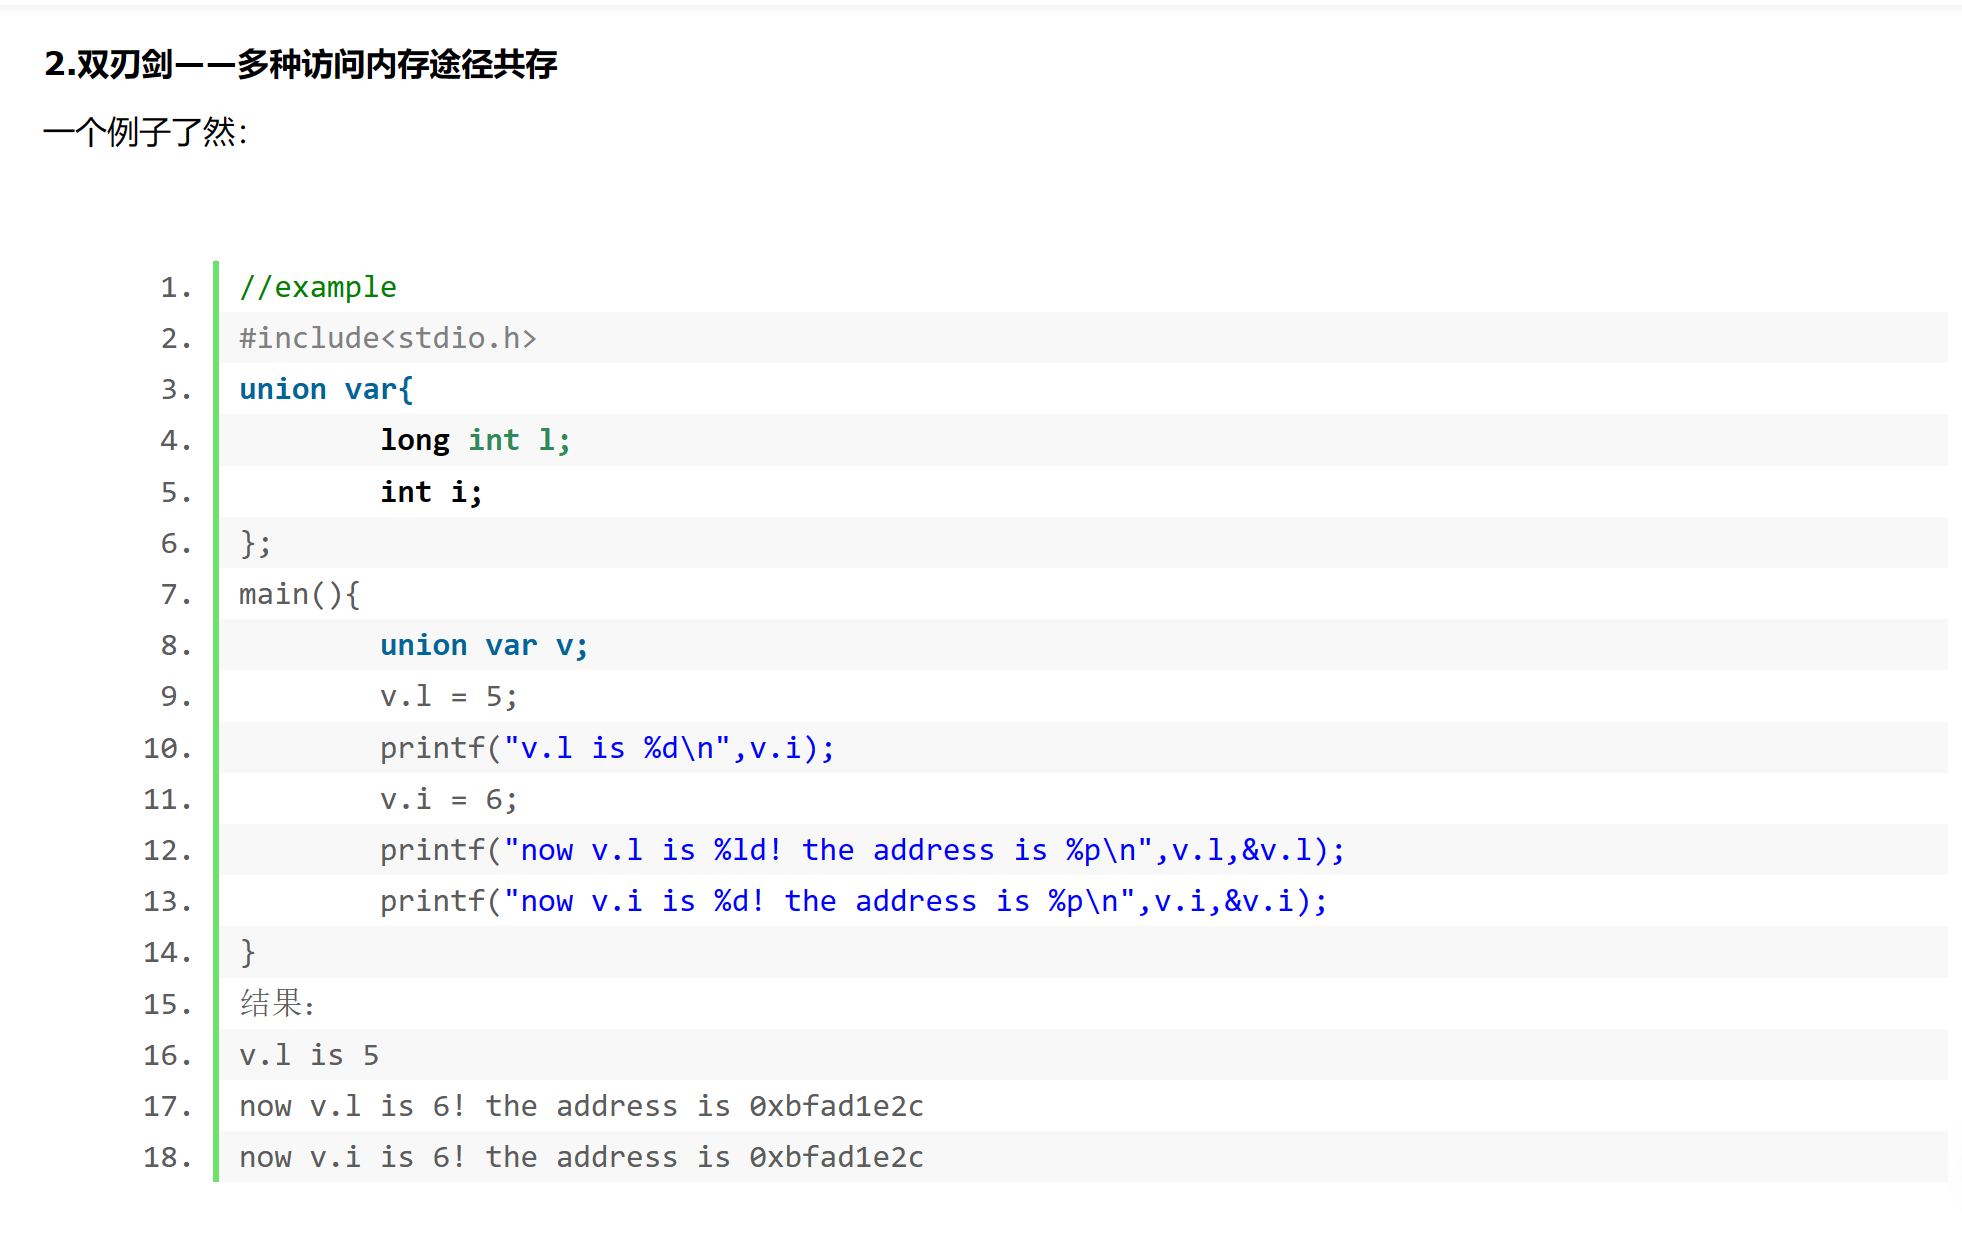 2.双刃剑——多种访问内存途径共存
一个例子了然：
1. //example
2. #include<stdio.h>
3. union var{
4.         long int l;
5.         int i;
6. };
7. main(){
8.         union var v;
9.         v.l = 5;
10.         printf("v.l is %d\n",v.i);
11.         v.i = 6;
12.         printf("now v.l is %ld! the address is %p\n",v.l,&v.l);
13.         printf("now v.i is %d! the address is %p\n",v.i,&v.i);
14. }
15. 结果：
16. v.l is 5
17. now v.l is 6! the address is 0xbfad1e2c
18. now v.i is 6! the address is 0xbfad1e2c